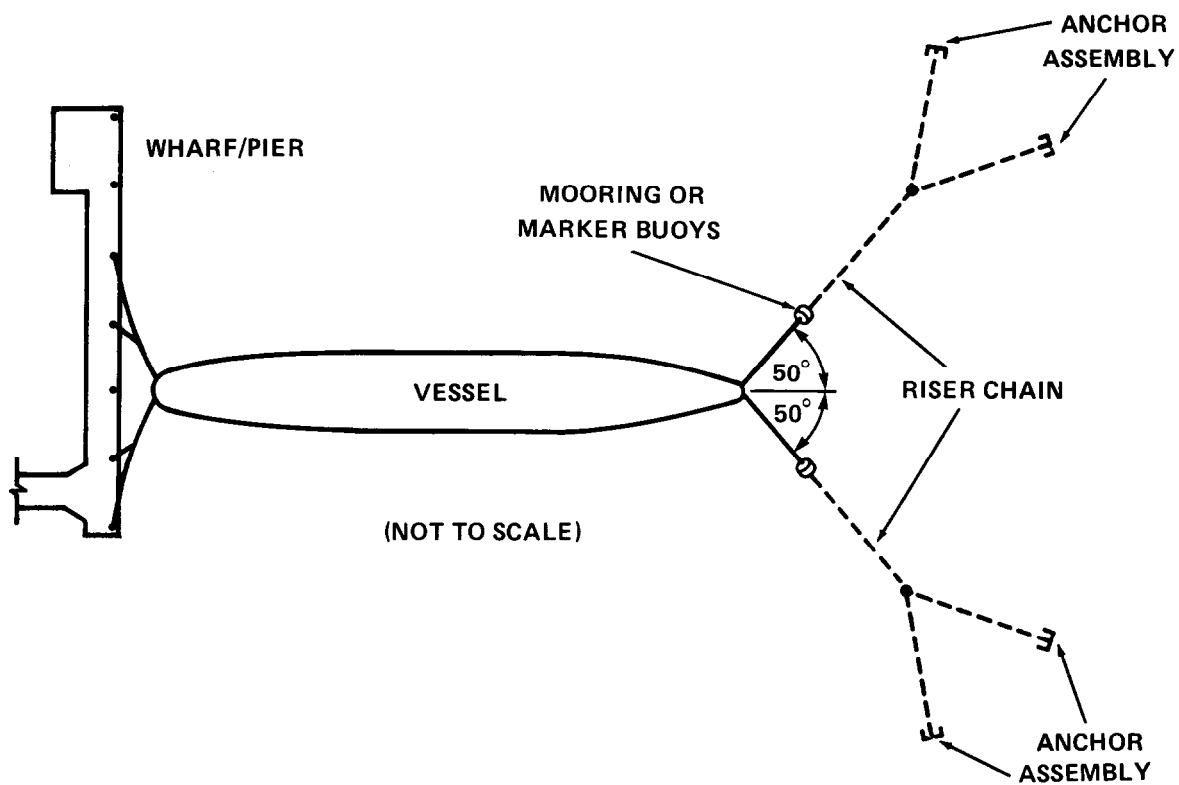 ANCHOR
ASSEMBLY
WHARF/PIER
MOORING OR
MARKER BUOYS
50°
VESSEL
RISER CHAIN
50°
(NOT TO SCALE)
ANCHOR
ASSEMBLY